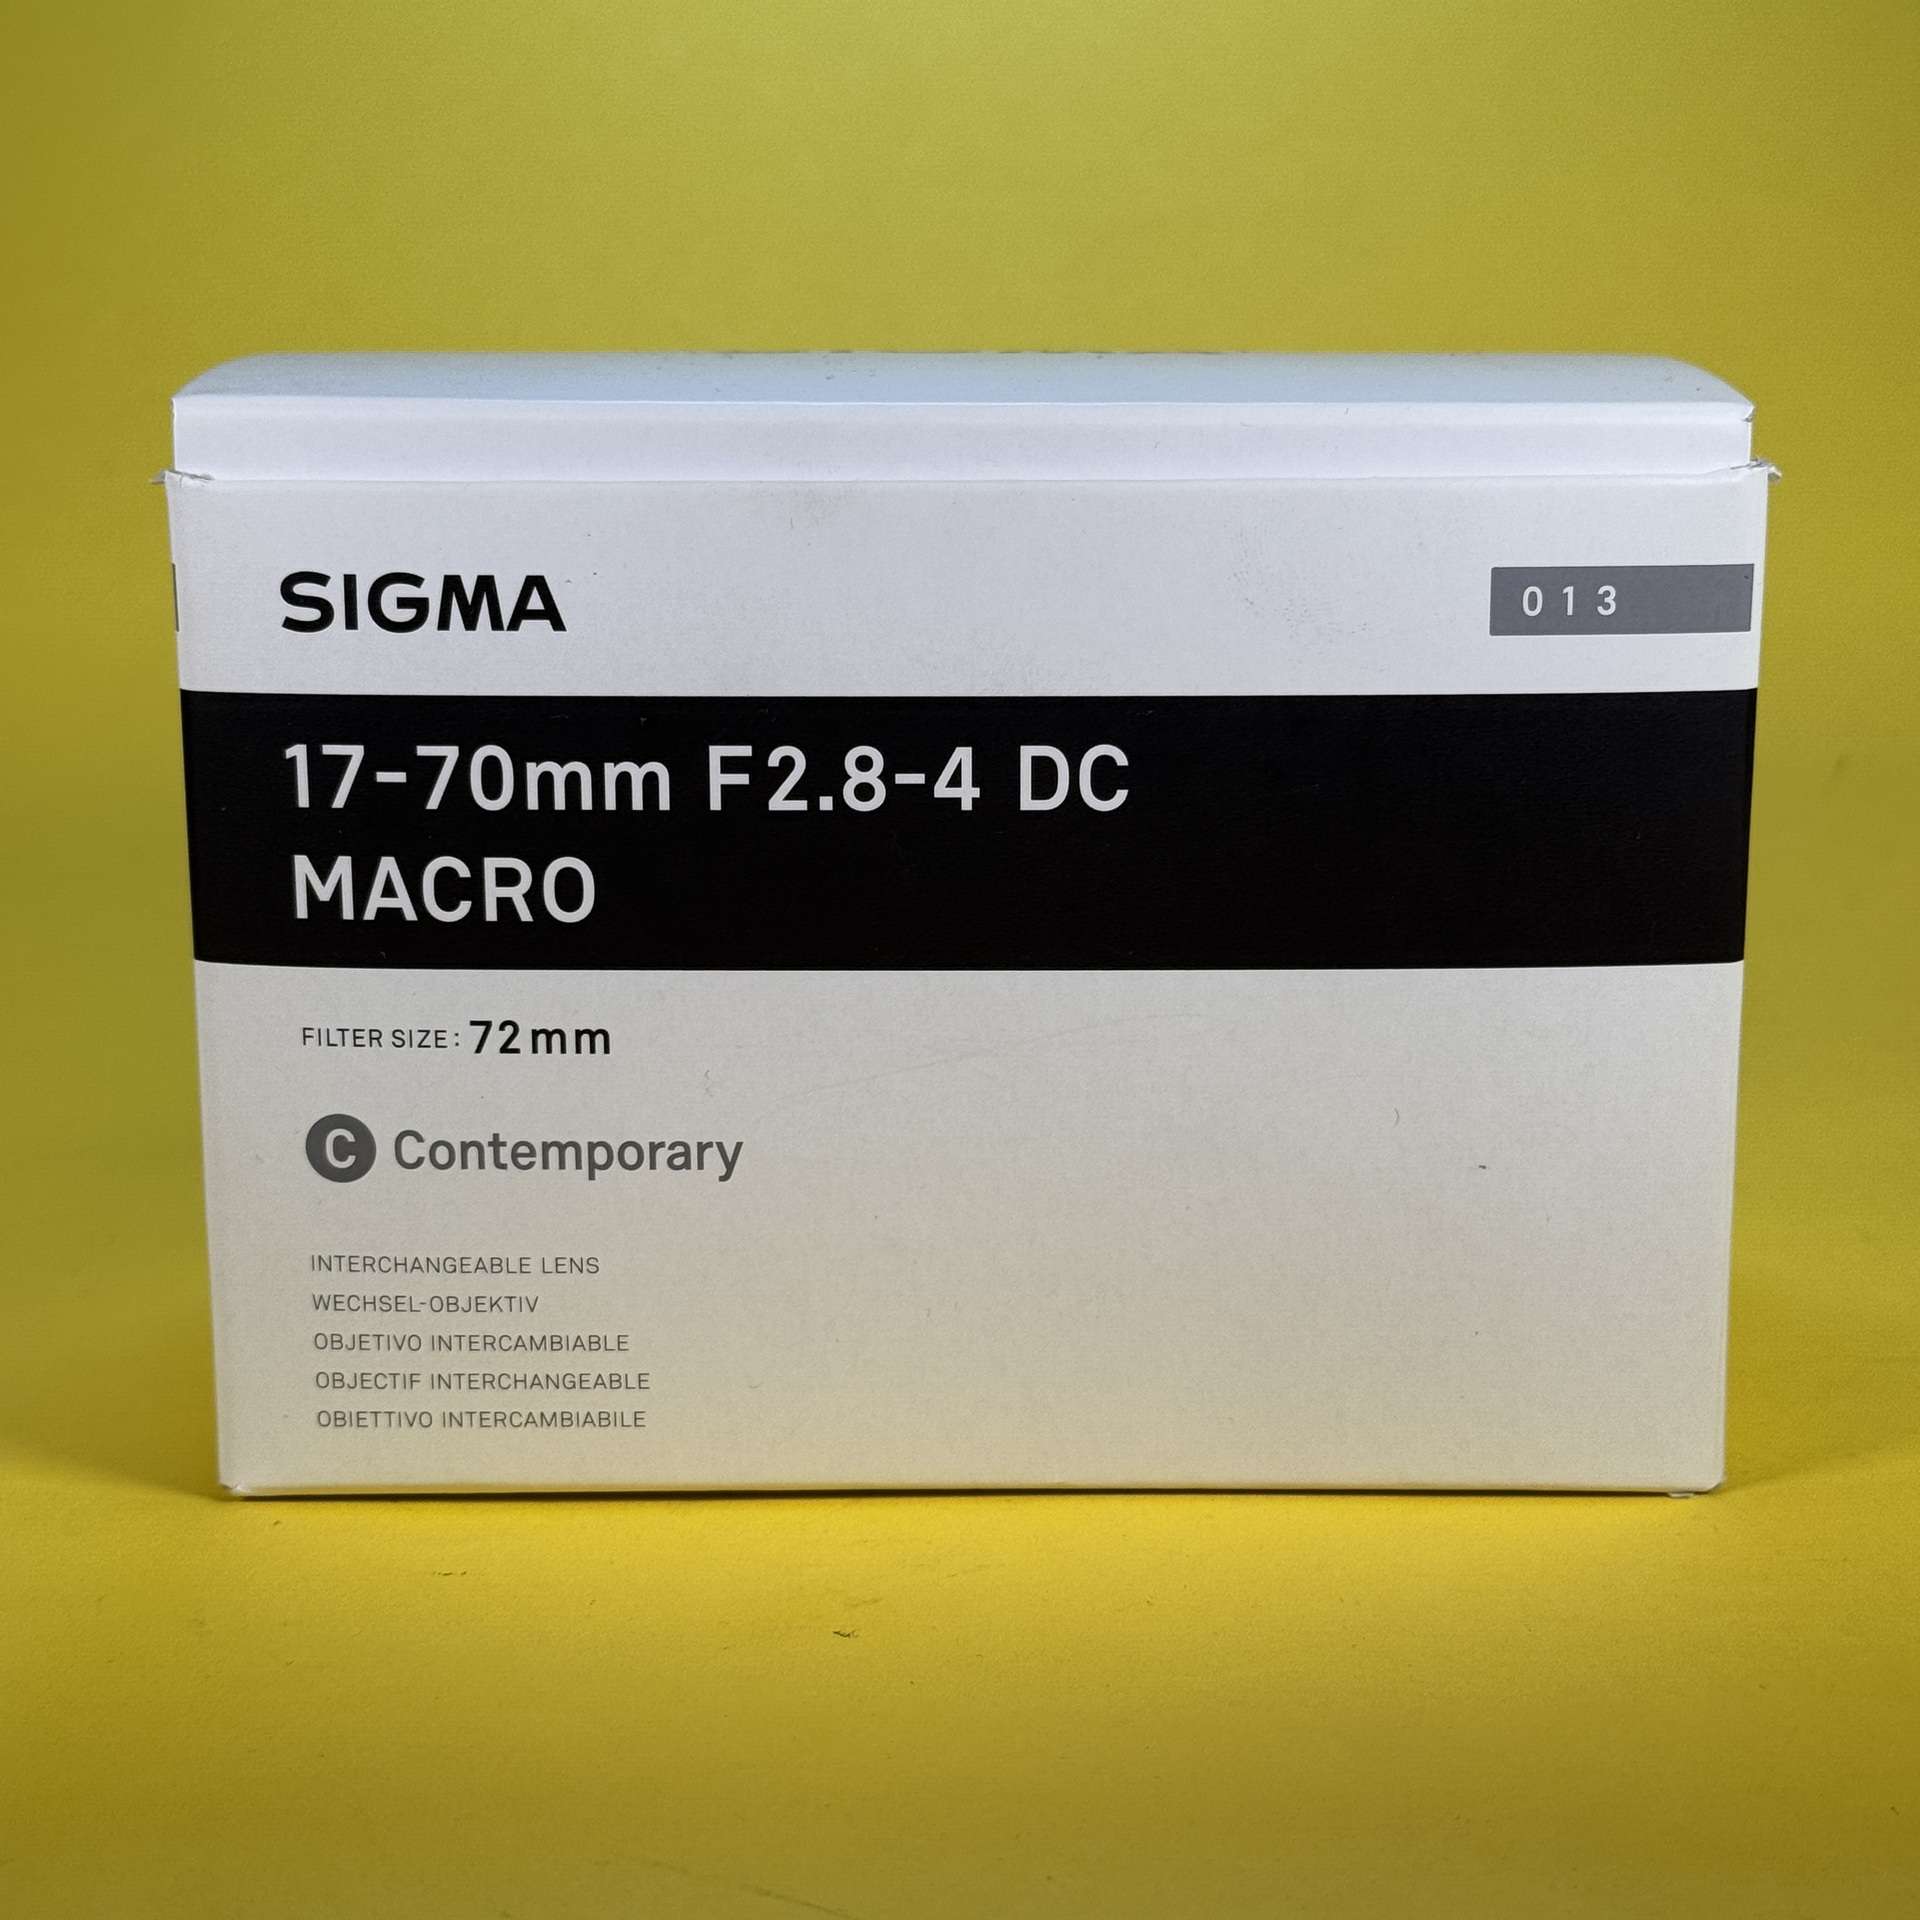 SIGMA
013
17-70mm F2.8-4 DC
MACRO
FILTER SIZE: 72mm
C Contemporary
INTERCHANGEABLE LENS
WECHSEL-OBJEKTIV
OBJETIVO INTERCAMBIABLE
OBJECTIF INTERCHANGEABLE
OBIETTIVO INTERCAMBIABILE